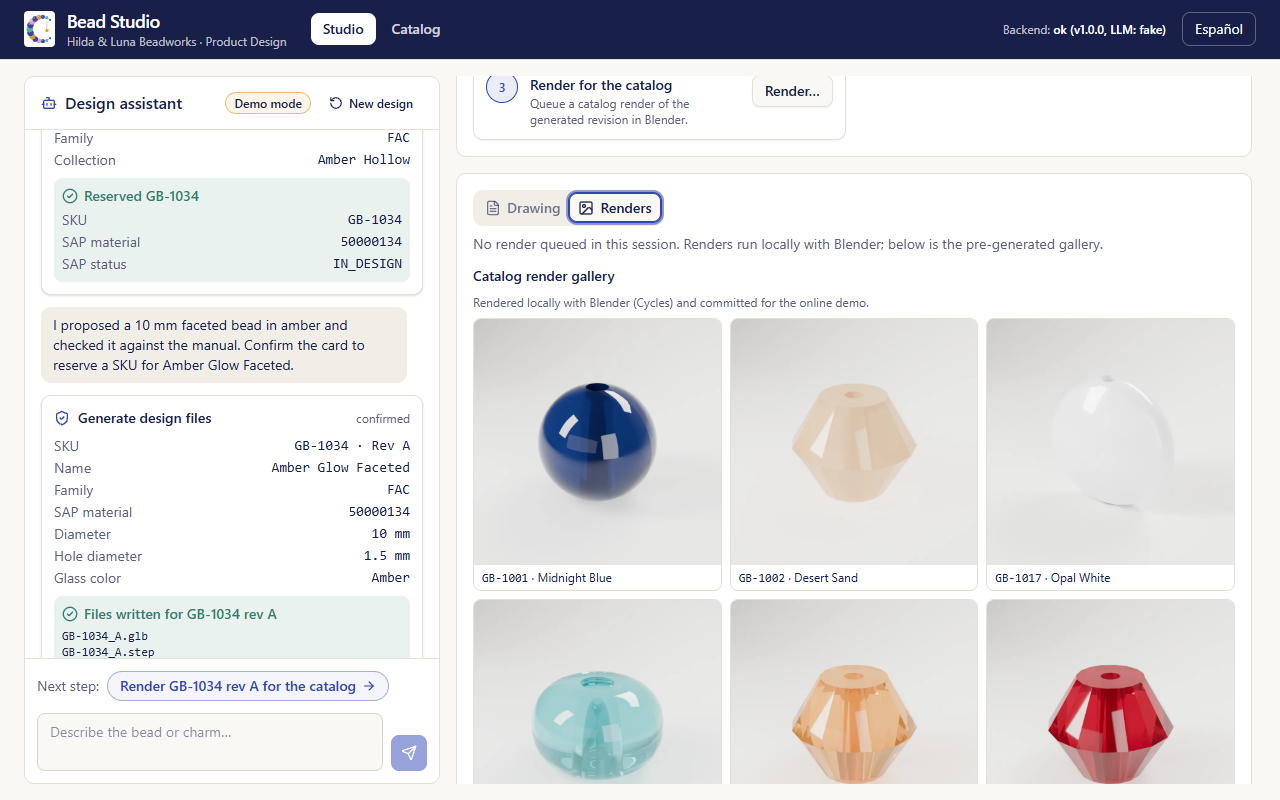 Bead Studio
Hilda & Luna Beadworks · Product Design
Studio
Catalog
Backend: ok (v1.0.0, LLM: fake)
Español
Design assistant
Demo mode
New design
Family FAC
Collection Amber Hollow
Reserved GB-1034
SKU GB-1034
SAP material 50000134
SAP status IN_DESIGN
I proposed a 10 mm faceted bead in amber and
checked it against the manual. Confirm the card to
reserve a SKU for Amber Glow Faceted.
Generate design files confirmed
SKU GB-1034 · Rev A
Name Amber Glow Faceted
Family FAC
SAP material 50000134
Diameter 10 mm
Hole diameter 1.5 mm
Glass color Amber
Files written for GB-1034 rev A
GB-1034_A.glb
GB-1034_A.step
Next step: Render GB-1034 rev A for the catalog →
Describe the bead or charm...
3
Render for the catalog
Queue a catalog render of the
generated revision in Blender.
Render...
Drawing
Renders
No render queued in this session. Renders run locally with Blender; below is the pre-generated gallery.
Catalog render gallery
Rendered locally with Blender (Cycles) and committed for the online demo.
GB-1001 · Midnight Blue
GB-1002 · Desert Sand
GB-1017 · Opal White